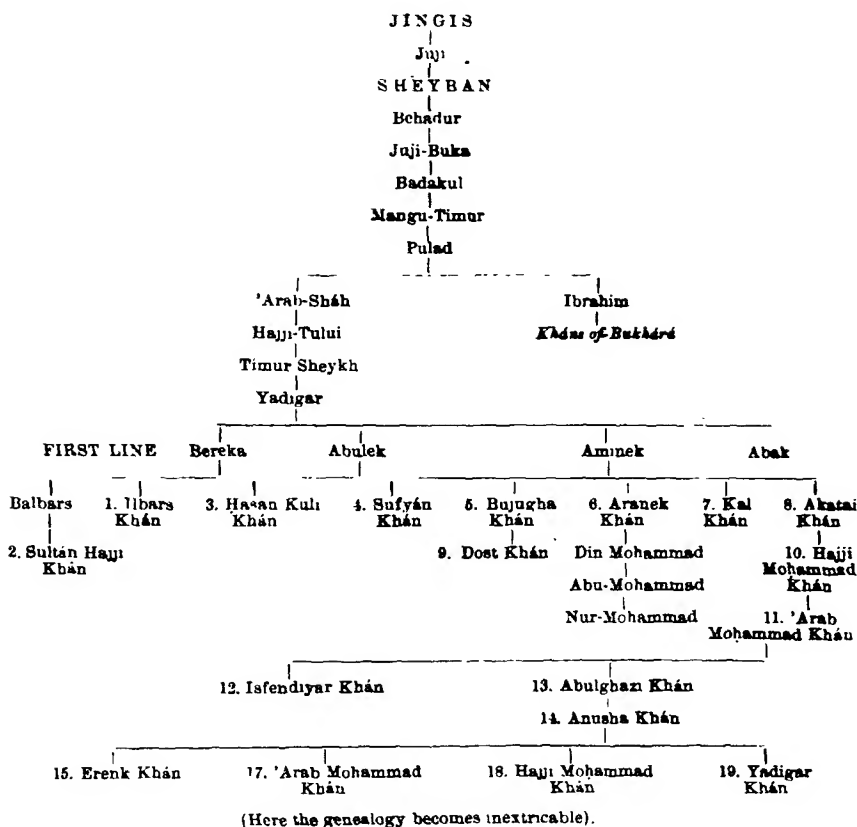 JÍNGIS
Juji
SHEYBAN
Behadur
Juji-Buka
Badakul
Mangu-Timur
Pulad
'Arab-Sháh Ibrahim
Hajji-Tului Kháns of Bukhárá
Timur Sheykh
Yadigar
FIRST LINE Bereka Abulek Aminek Abak
Balbars 1. Ilbars 3. Hasan Kuli 4. Sufyán 5. Bujugha 6. Aranek 7. Kal 8. Akatai
Khán Khán Khán Khán Khán Khán Khán
2. Sultán Hajji 9. Dost Khán Din Mohammad 10. Hajji
Khán Mohammad
Abu-Mohammad Khán
Nur-Mohammad 11. 'Arab
Mohammad Khán
12. Isfendiyar Khán 13. Abulghazi Khán
14. Anusha Khán
15. Erenk Khán 17. 'Arab Mohammad 18. Hajji Mohammad 19. Yadigar
Khán Khán Khán
(Here the genealogy becomes inextricable).